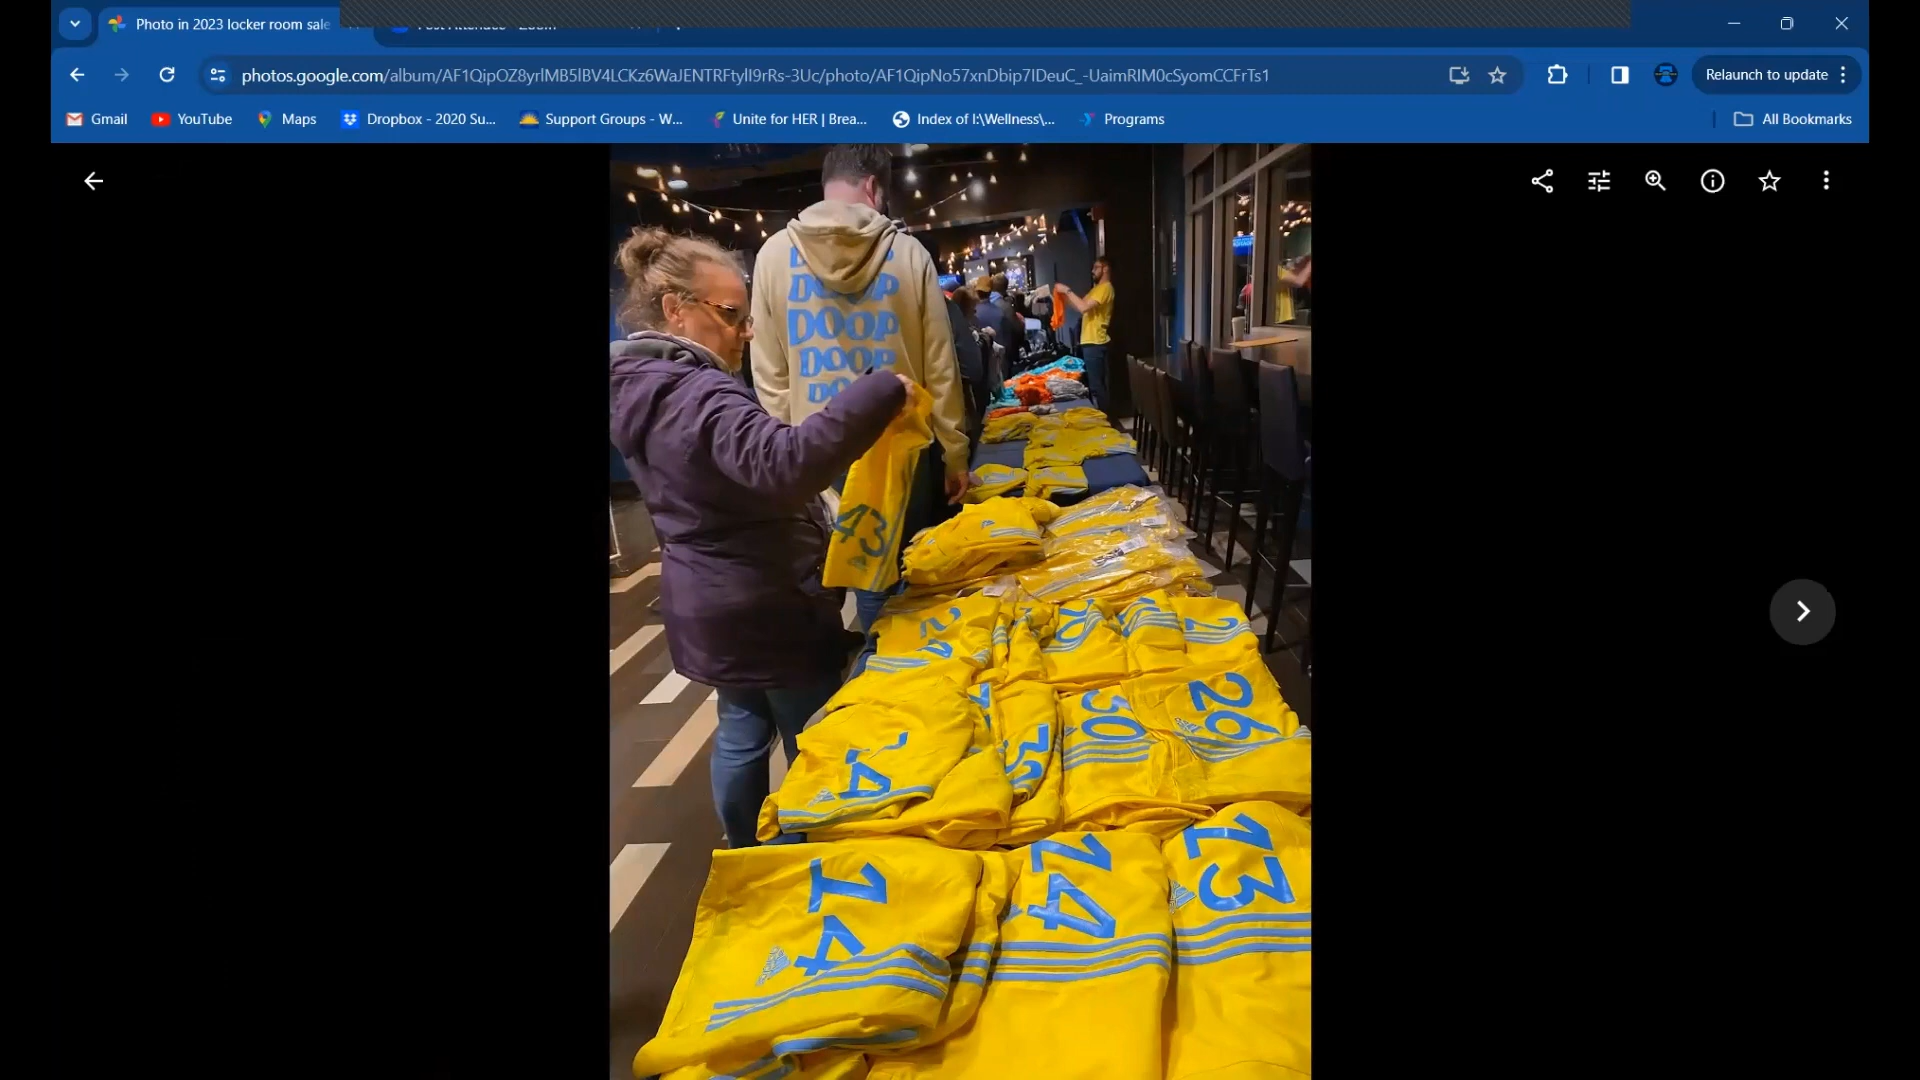 Photo in 2023 locker room sale
photos.google.com/album/AF1QipOZ8yrlMB5lBV4LCKz6WaJENTRFtylI9rRs-3Uc/photo/AF1QipNo57xnDbip7IDeuC_-UaimRIM0cSyomCCFrTs1
Relaunch to update
Gmail
YouTube
Maps
Dropbox - 2020 Su...
Support Groups - W...
Unite for HER | Brea...
Index of I:\Wellness\...
Programs
All Bookmarks
DOOP
DOOP
DOOP
43
30
26
14
24
23